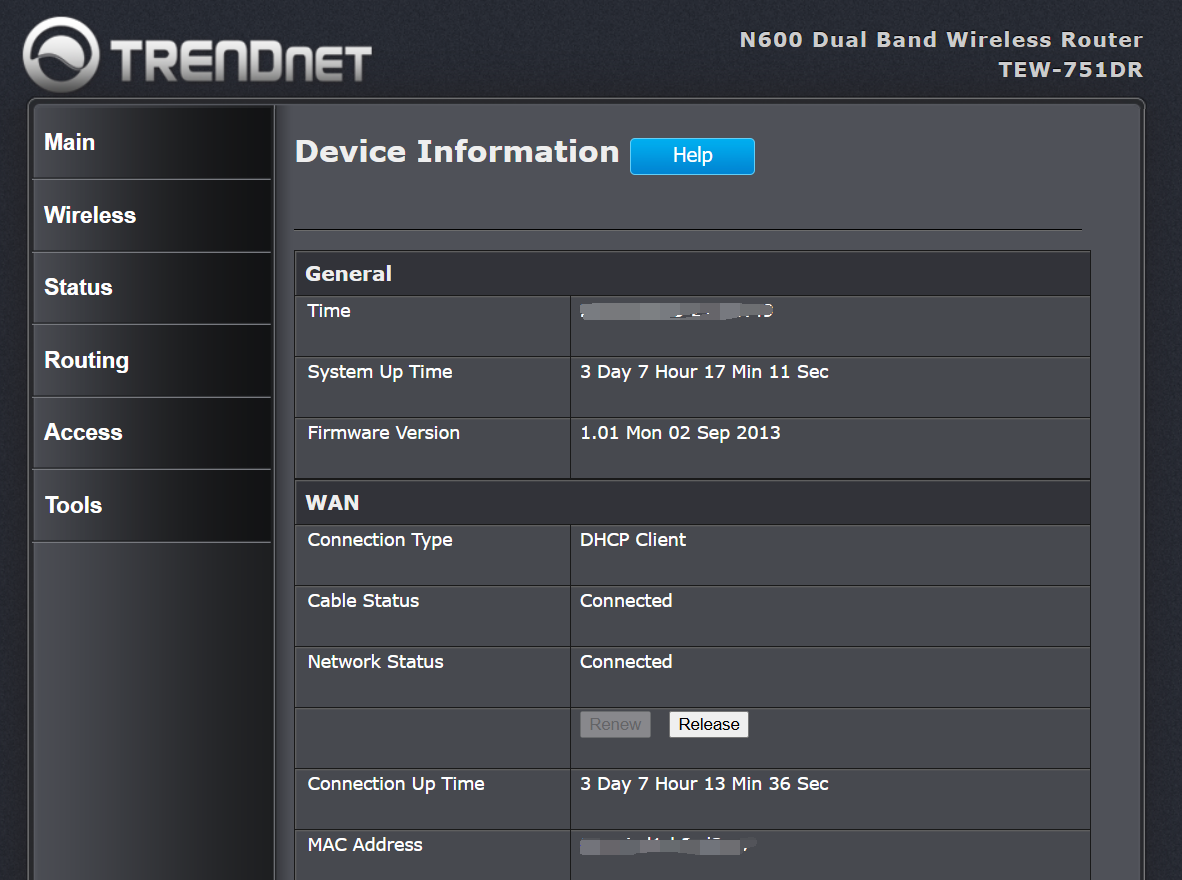 TRENDNET
N600 Dual Band Wireless Router
TEW-751DR
Main
Wireless
Status
Routing
Access
Tools
Device Information Help
General
Time
System Up Time 3 Day 7 Hour 17 Min 11 Sec
Firmware Version 1.01 Mon 02 Sep 2013
WAN
Connection Type DHCP Client
Cable Status Connected
Network Status Connected
Renew Release
Connection Up Time 3 Day 7 Hour 13 Min 36 Sec
MAC Address